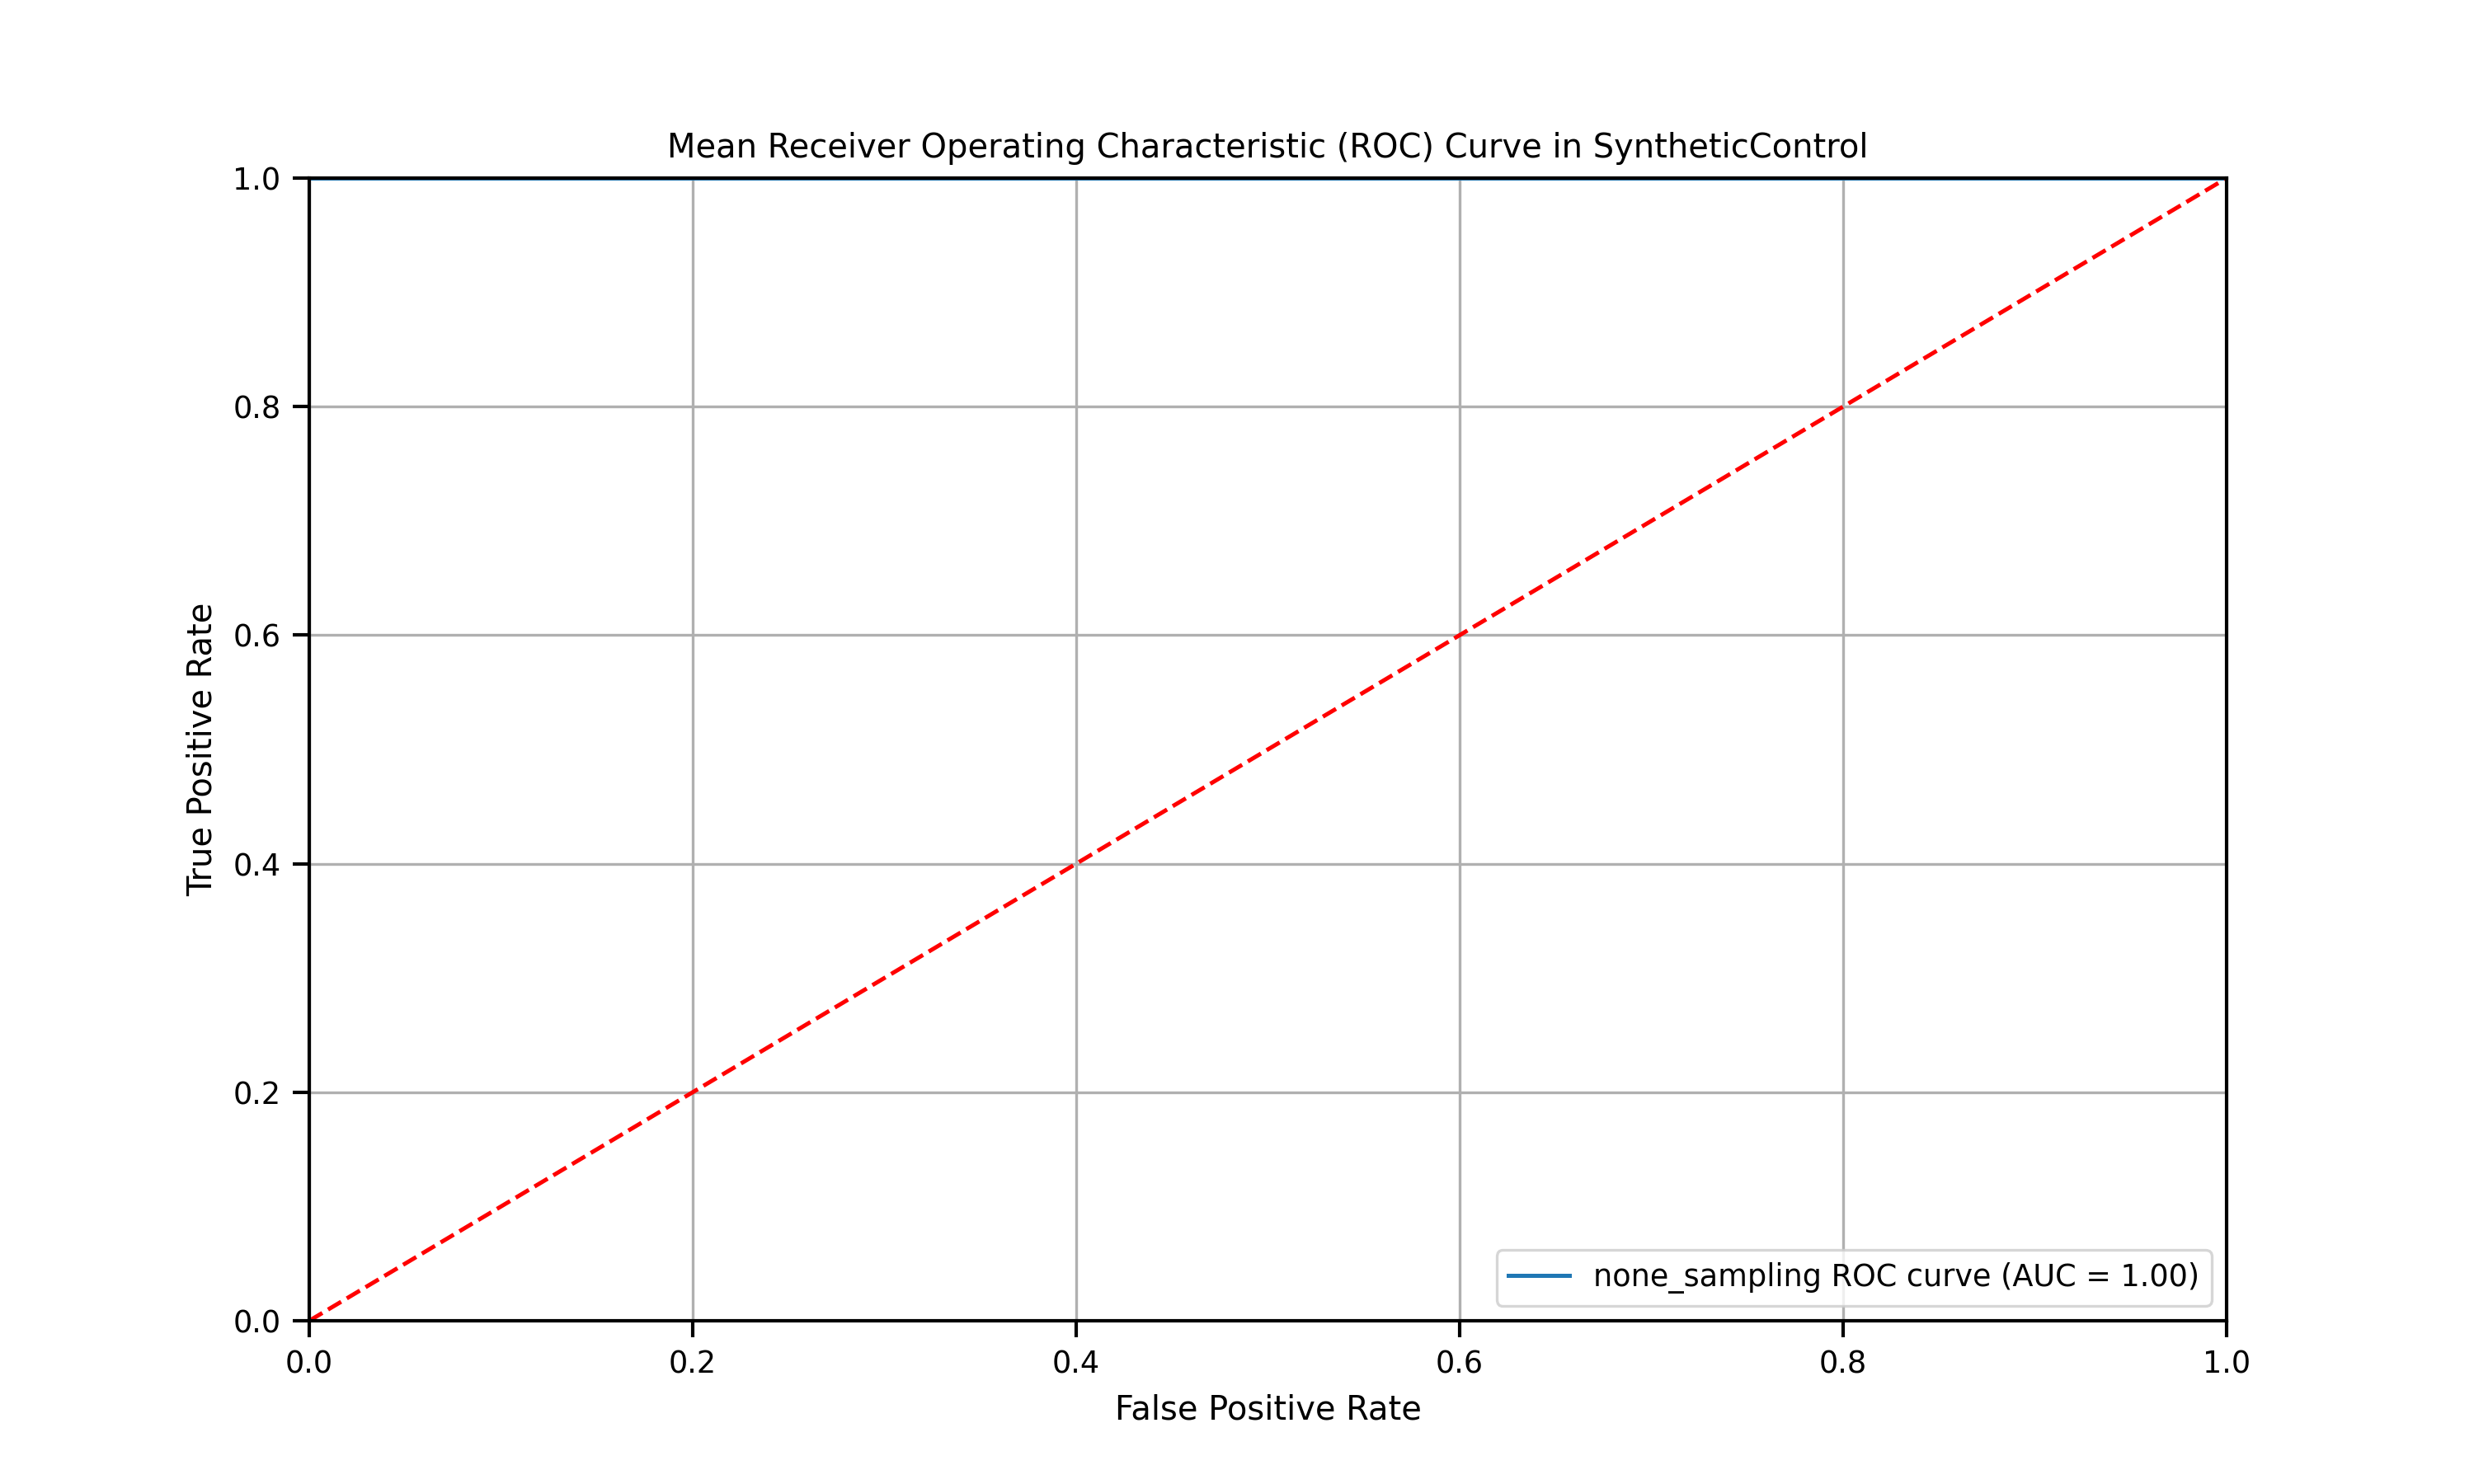 Mean Receiver Operating Characteristic (ROC) Curve in SyntheticControl
1.0
0.8
0.6
0.4
0.2
0.0
True Positive Rate
none_sampling ROC curve (AUC = 1.00)
0.0 0.2 0.4 0.6 0.8 1.0
False Positive Rate